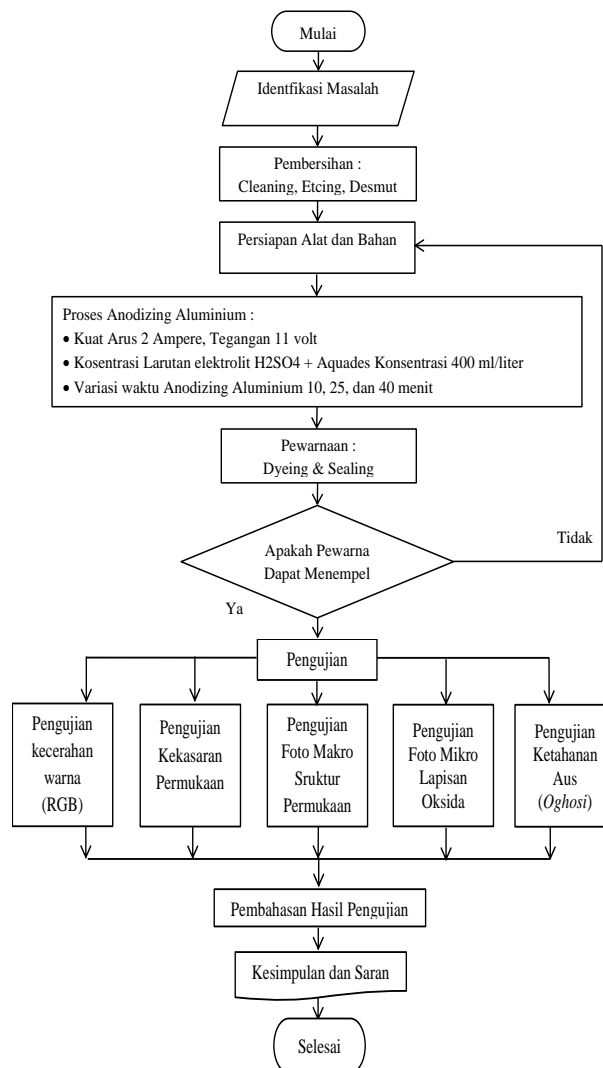 Mulai
Identfikasi Masalah
Pembersihan :
Cleaning, Etcing, Desmut
Persiapan Alat dan Bahan
Proses Anodizing Aluminium :
• Kuat Arus 2 Ampere, Tegangan 11 volt
• Kosentrasi Larutan elektrolit H2SO4 + Aquades Konsentrasi 400 ml/liter
• Variasi waktu Anodizing Aluminium 10, 25, dan 40 menit
Pewarnaan :
Dyeing & Sealing
Apakah Pewarna
Dapat Menempel
Tidak
Ya
Pengujian
Pengujian
kecerahan
warna
(RGB)
Pengujian
Kekasaran
Permukaan
Pengujian
Foto Makro
Sruktur
Permukaan
Pengujian
Foto Mikro
Lapisan
Oksida
Pengujian
Ketahanan
Aus
(Oghosi)
Pembahasan Hasil Pengujian
Kesimpulan dan Saran
Selesai